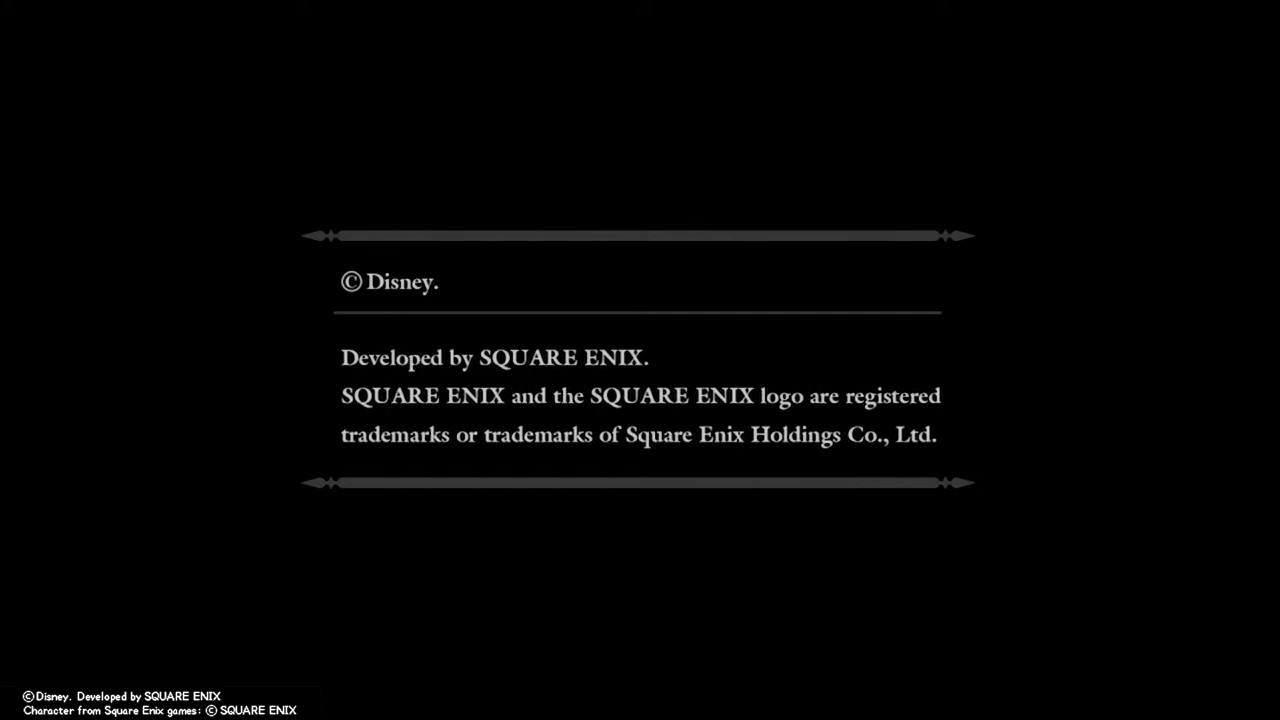 © Disney.
Developed by SQUARE ENIX.
SQUARE ENIX and the SQUARE ENIX logo are registered
trademarks or trademarks of Square Enix Holdings Co., Ltd.
© Disney. Developed by SQUARE ENIX
Character from Square Enix games: © SQUARE ENIX